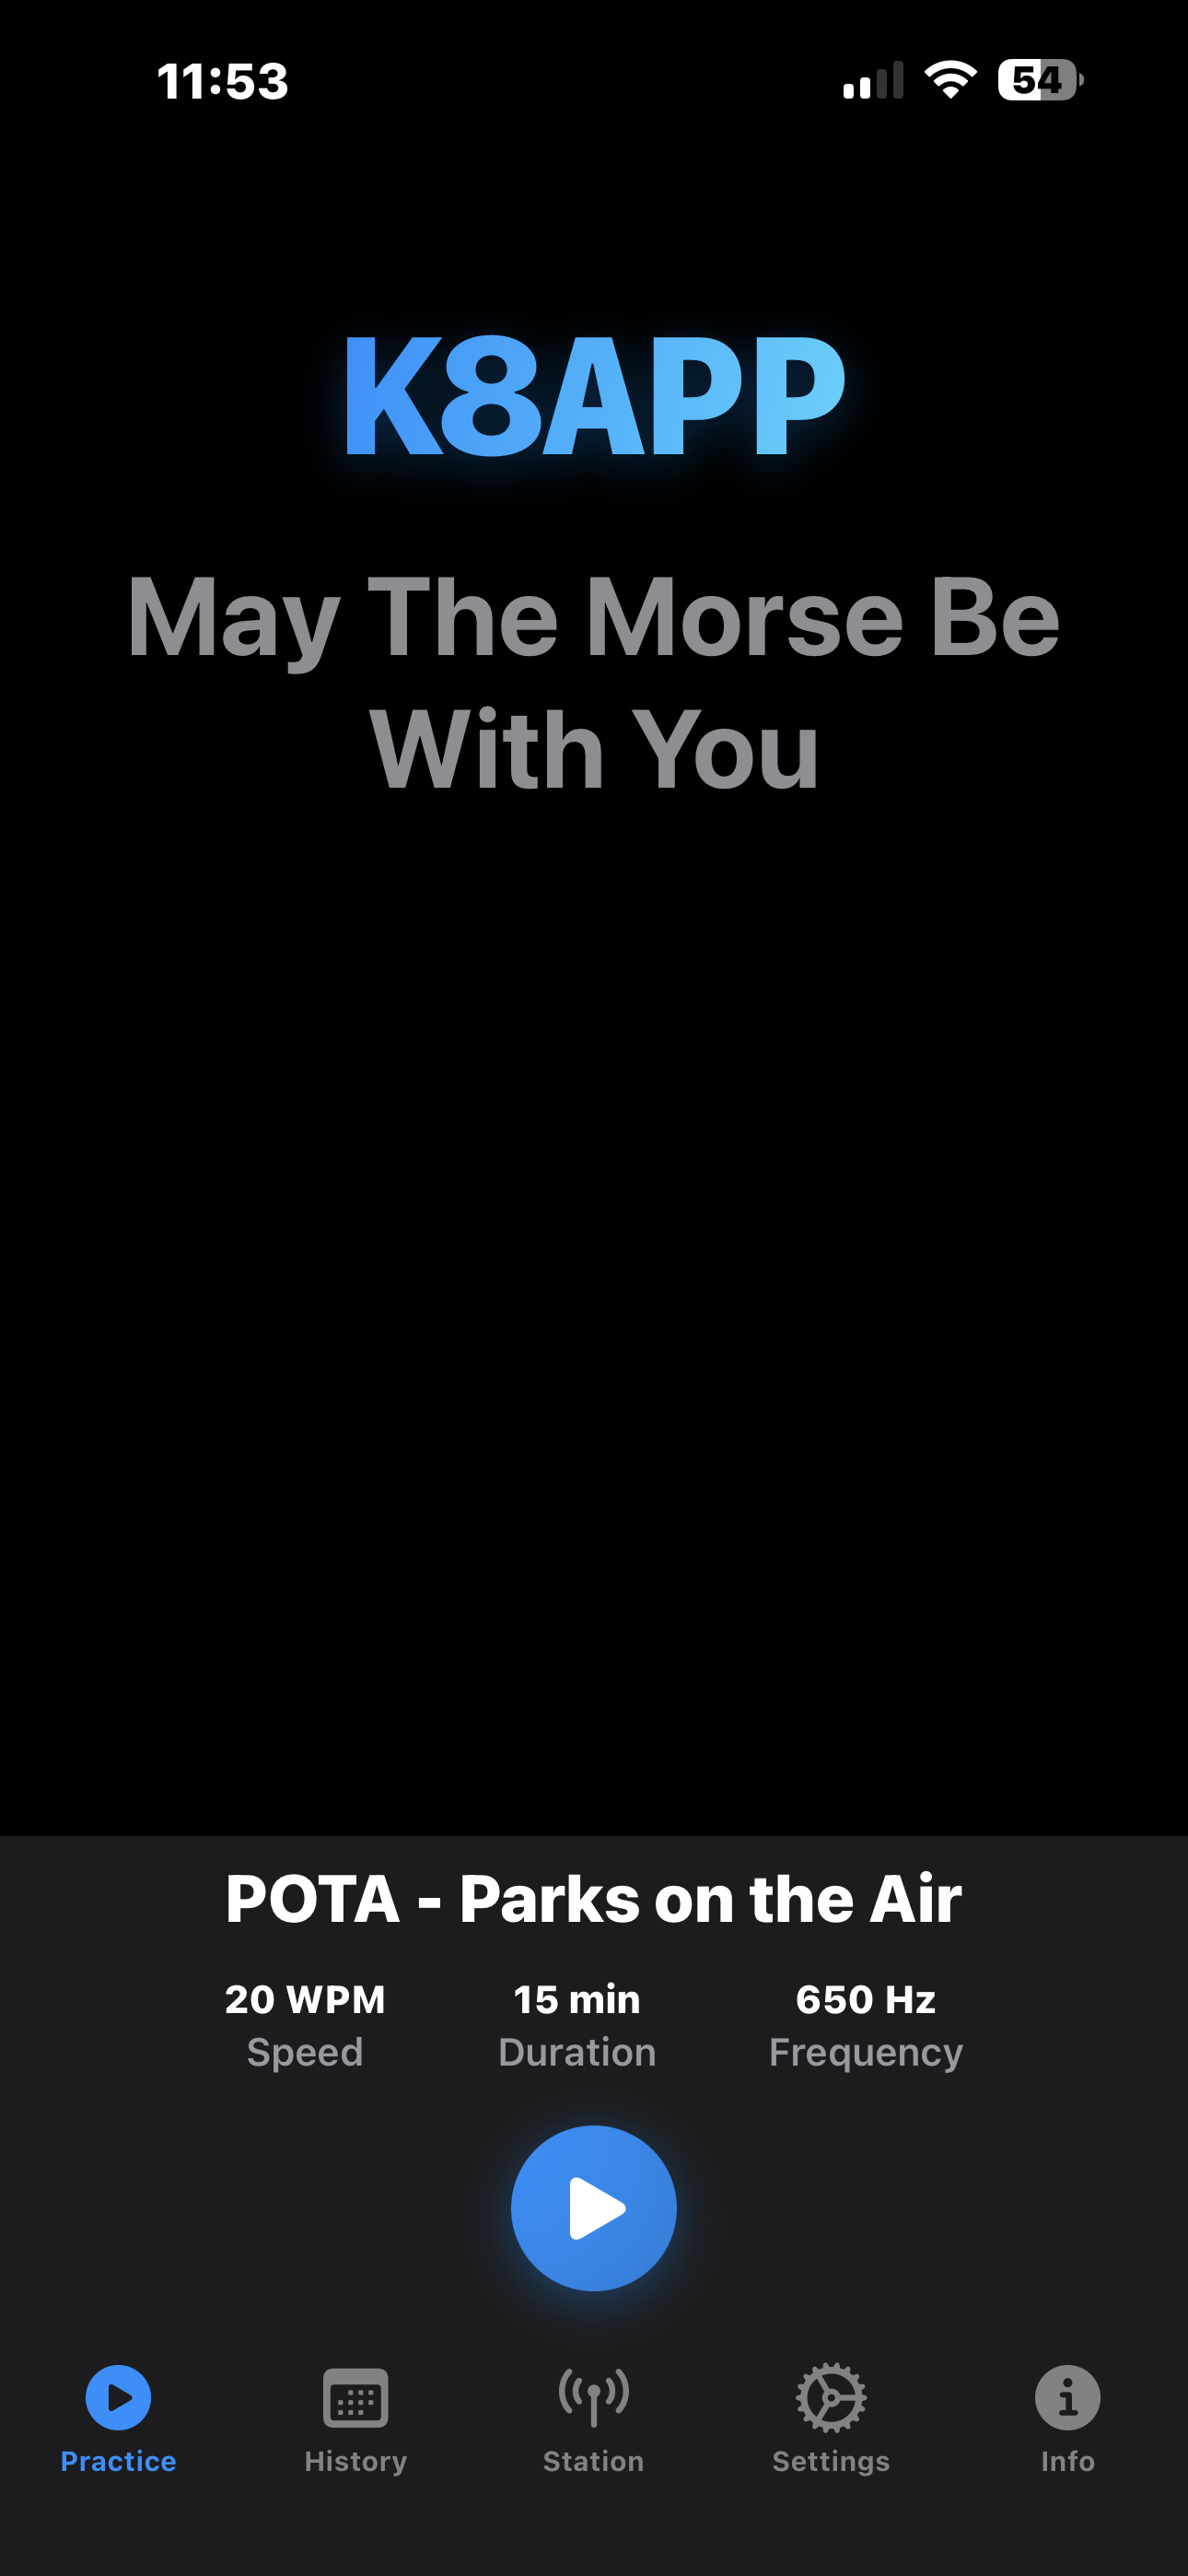 11:53
54
K8APP
May The Morse Be
With You
POTA - Parks on the Air
20 WPM 15 min 650 Hz
Speed Duration Frequency
Practice History Station Settings Info